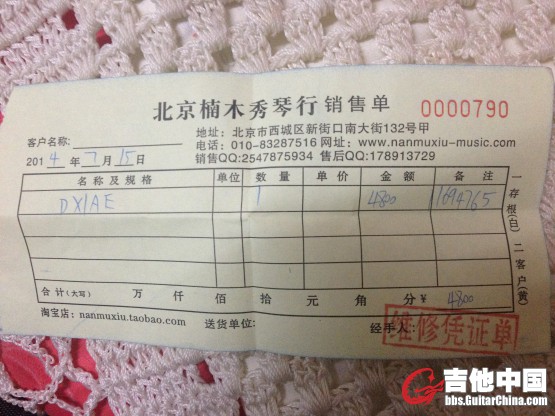 北京楠木秀琴行销售单 0000790
地址：北京市西城区新街口南大街132号甲
客户名称：
电话：010-83287516 网址：www.nanmuxiu-music.com
2014年7月15日
销售QQ:2547875934 售后QQ:178913729
名称及规格 单位 数量 单价 金额 备注
DX1AE 1 4800 1694765
一存根(白) 二客户(黄)
合计(大写) 万 仟 佰 拾 元 角 分 ¥ 4800
淘宝店：nanmuxiu.taobao.com 送货单位： 经手人：
维修凭证单
吉他中国
bbs.GuitarChina.com